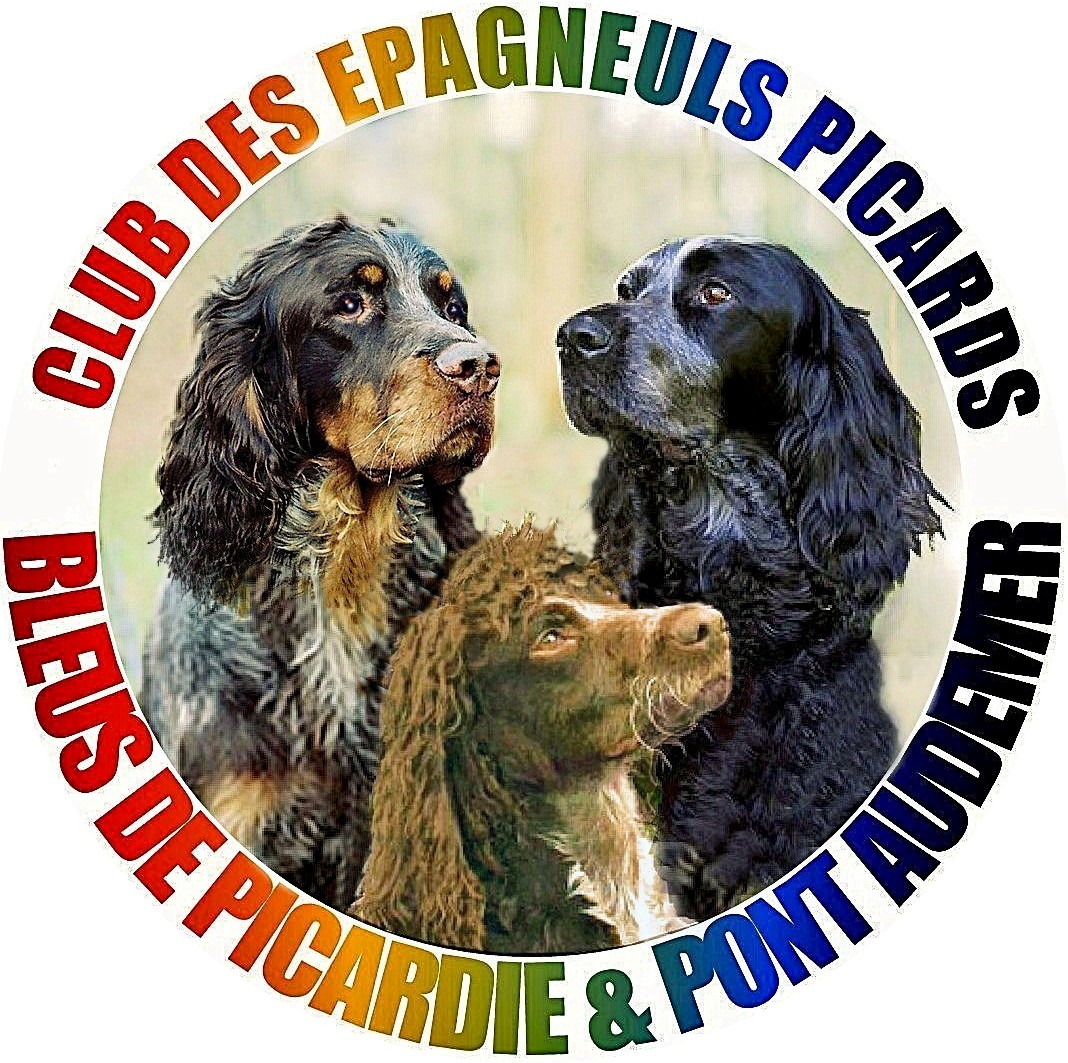 CLUB DES EPAGNEULS PICARDS
BLEUS DE PICARDIE & PONT AUDEMER